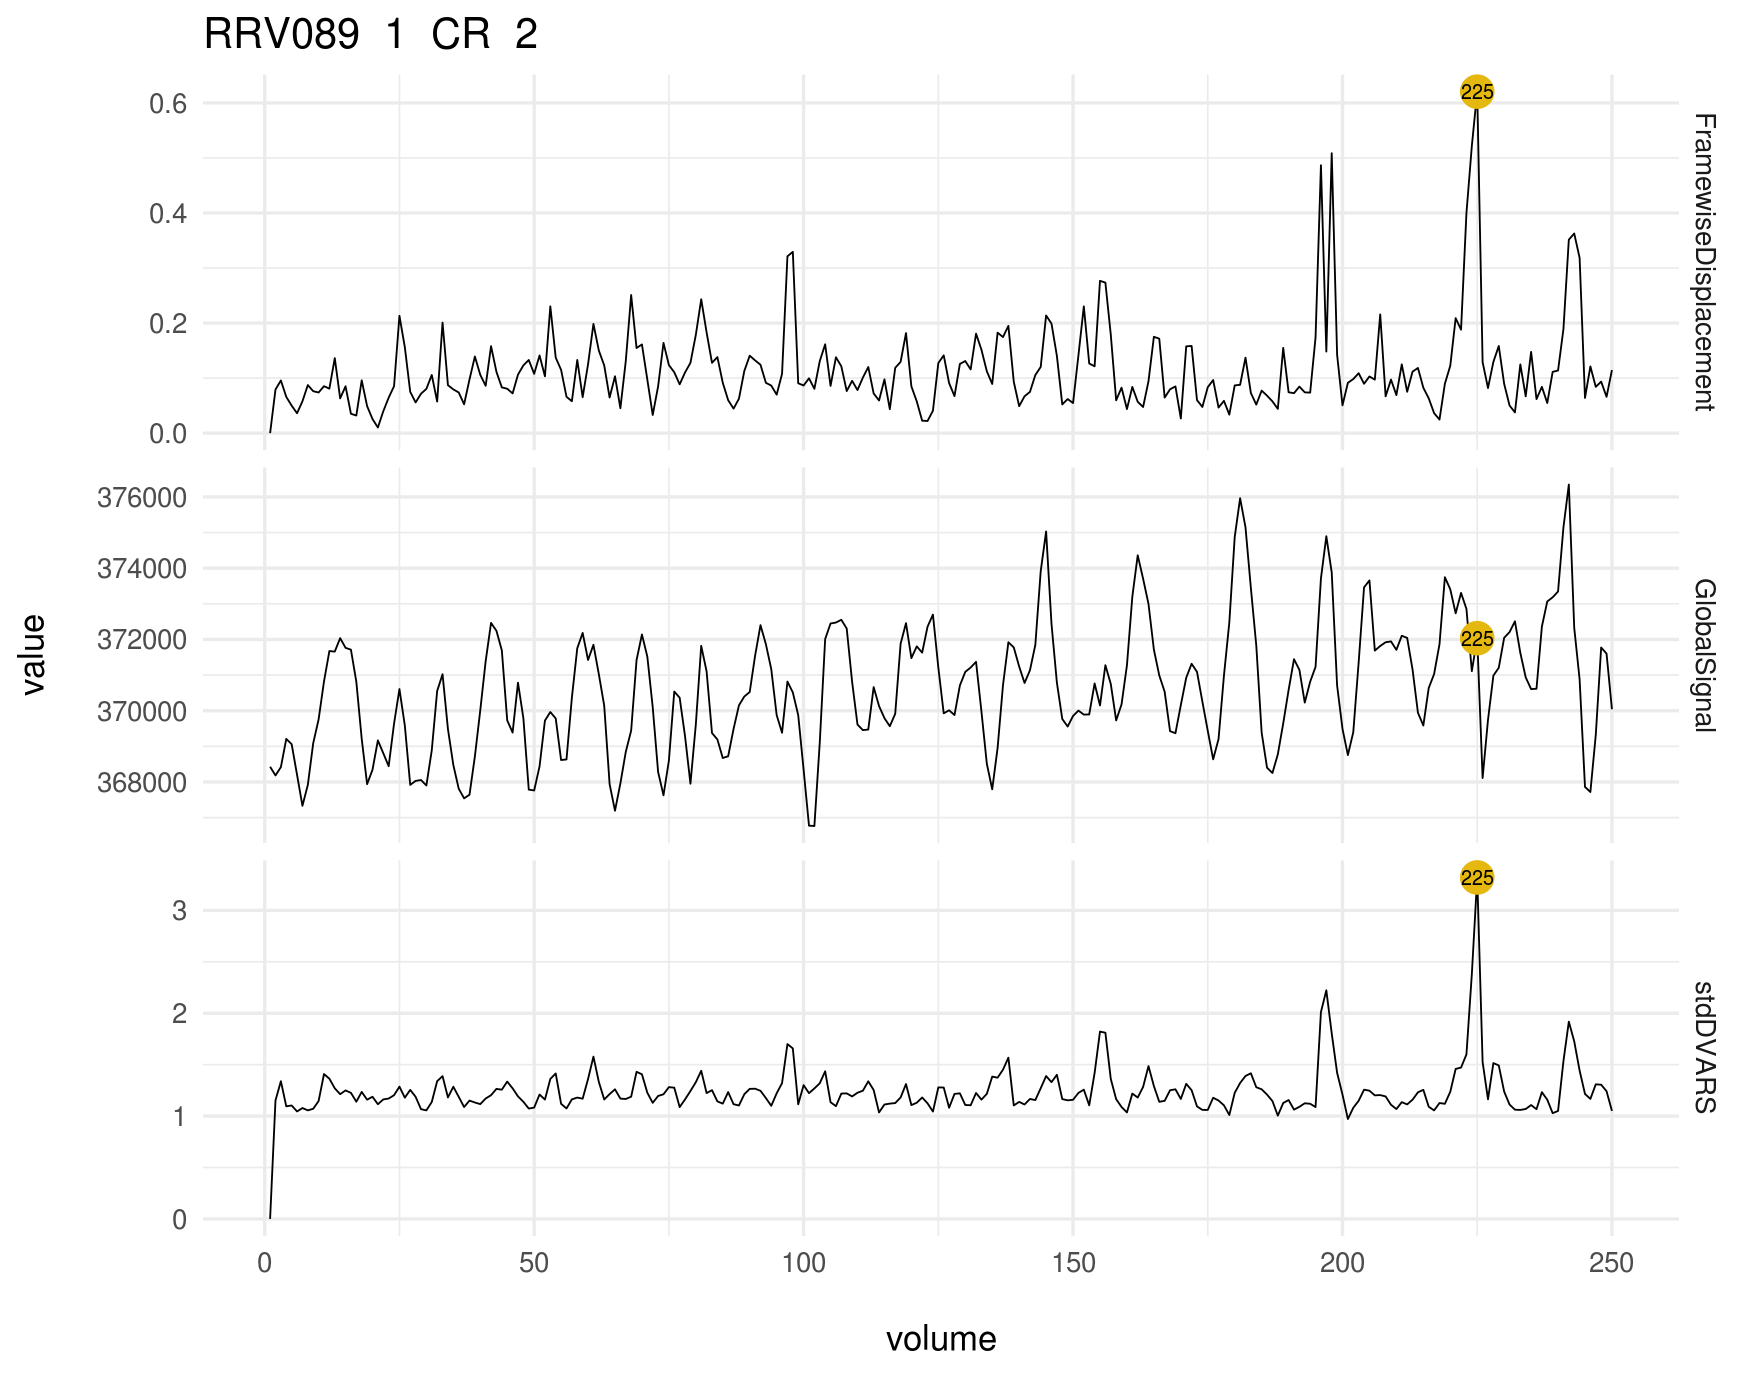 RRV089 1 CR 2
0.6
0.4
0.2
0.0
225
FramewiseDisplacement
376000
374000
372000
370000
368000
225
GlobalSignal
value
3
2
1
0
225
stdDVARS
0 50 100 150 200 250
volume